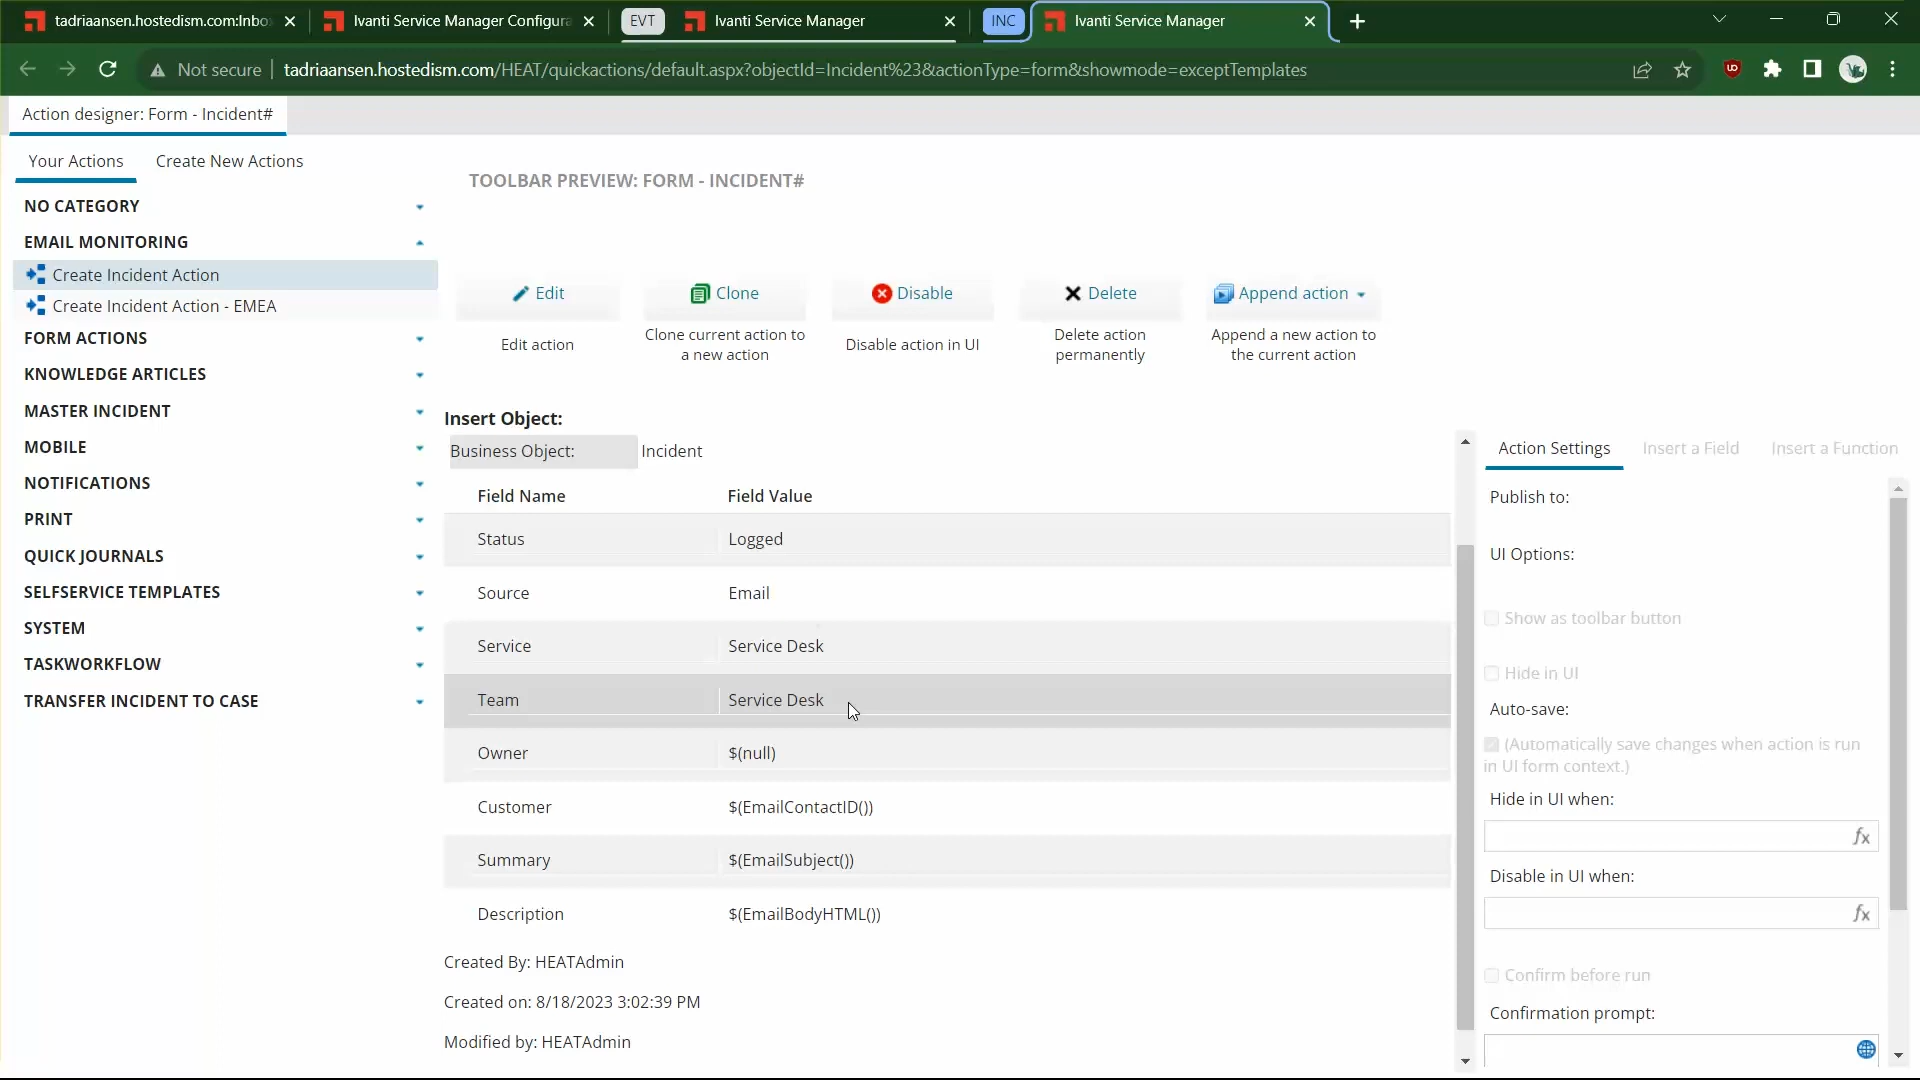 tadriaansen.hostedism.com:Inbo
Ivanti Service Manager Configura
EVT
Ivanti Service Manager
INC
Ivanti Service Manager
Not secure
tadriaansen.hostedism.com/HEAT/quickactions/default.aspx?objectId=Incident%23&actionType=form&showmode=exceptTemplates
Action designer: Form - Incident#
Your Actions
Create New Actions
NO CATEGORY
EMAIL MONITORING
Create Incident Action
Create Incident Action - EMEA
FORM ACTIONS
KNOWLEDGE ARTICLES
MASTER INCIDENT
MOBILE
NOTIFICATIONS
PRINT
QUICK JOURNALS
SELFSERVICE TEMPLATES
SYSTEM
TASKWORKFLOW
TRANSFER INCIDENT TO CASE
TOOLBAR PREVIEW: FORM - INCIDENT#
Edit
Edit action
Clone
Clone current action to
a new action
Disable
Disable action in UI
Delete
Delete action
permanently
Append action
Append a new action to
the current action
Insert Object:
Business Object: Incident
Field Name Field Value
Status Logged
Source Email
Service Service Desk
Team Service Desk
Owner $(null)
Customer $(EmailContactID())
Summary $(EmailSubject())
Description $(EmailBodyHTML())
Created By: HEATAdmin
Created on: 8/18/2023 3:02:39 PM
Modified by: HEATAdmin
Action Settings
Insert a Field
Insert a Function
Publish to:
UI Options:
Show as toolbar button
Hide in UI
Auto-save:
(Automatically save changes when action is run
in UI form context.)
Hide in UI when:
fx
Disable in UI when:
fx
Confirm before run
Confirmation prompt: